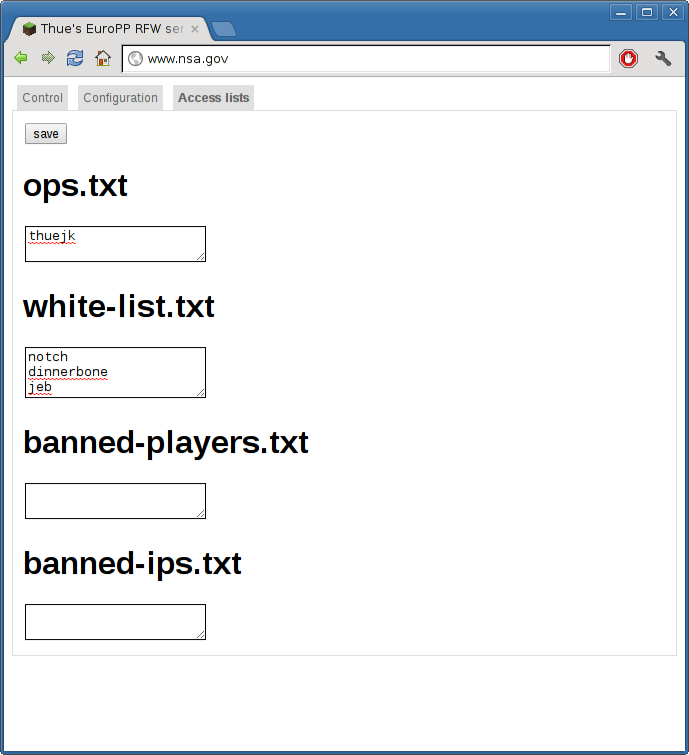 Thue's EuroPP RFW ser
www.nsa.gov
Control Configuration Access lists
save
ops.txt
thuejk
white-list.txt
notch
dinnerbone
jeb
banned-players.txt
banned-ips.txt